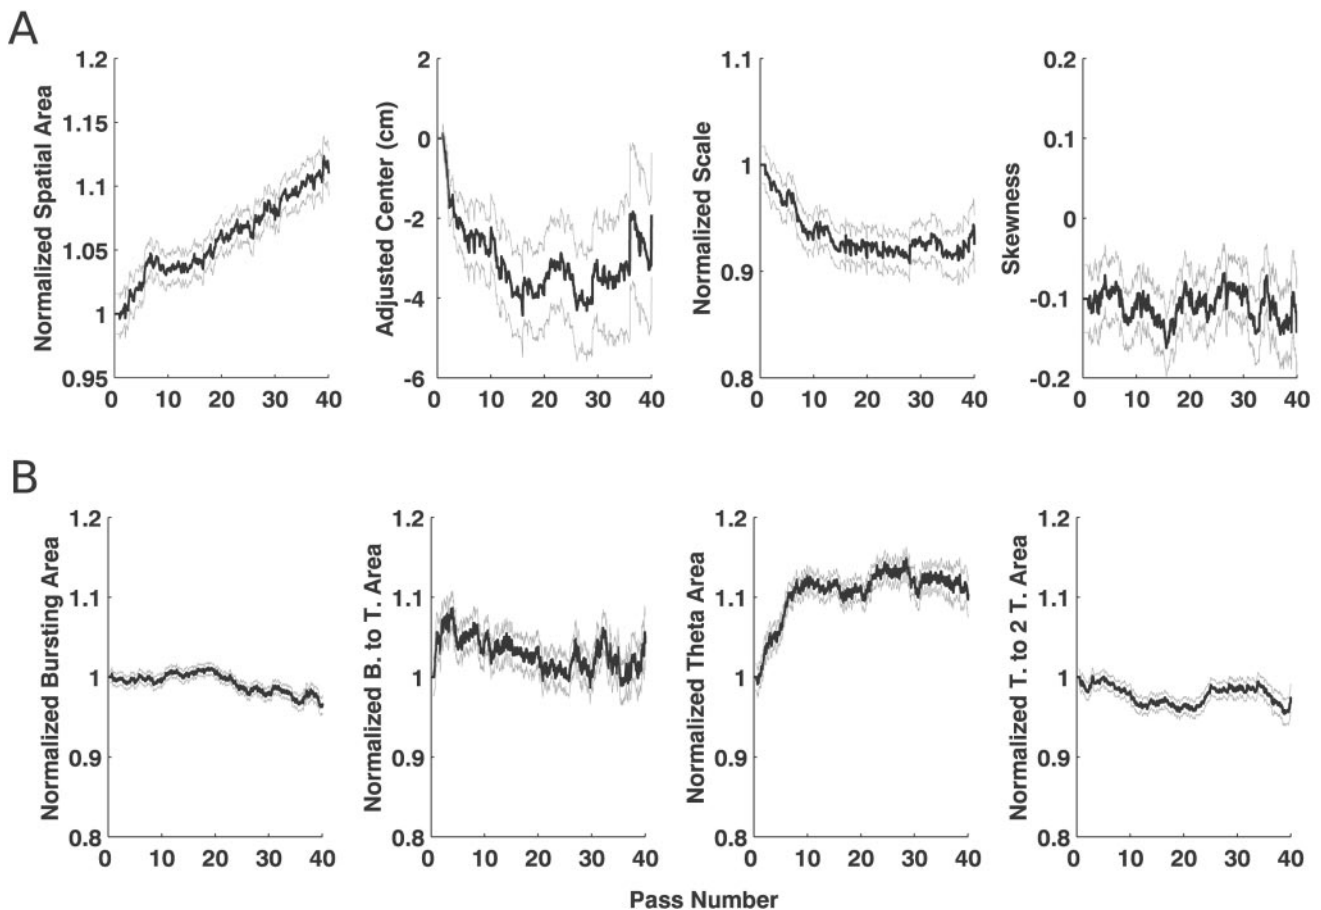 A
Normalized Spatial Area
1.2
1.15
1.1
1.05
1
0.95
0 10 20 30 40
Adjusted Center (cm)
2
0
-2
-4
-6
0 10 20 30 40
Normalized Scale
1.1
1
0.9
0.8
0 10 20 30 40
Skewness
0.2
0.1
0
-0.1
-0.2
0 10 20 30 40
B
Normalized Bursting Area
1.2
1.1
1
0.9
0.8
0 10 20 30 40
Normalized B. to T. Area
1.2
1.1
1
0.9
0.8
0 10 20 30 40
Normalized Theta Area
1.2
1.1
1
0.9
0.8
0 10 20 30 40
Normalized T. to 2 T. Area
1.2
1.1
1
0.9
0.8
0 10 20 30 40
Pass Number